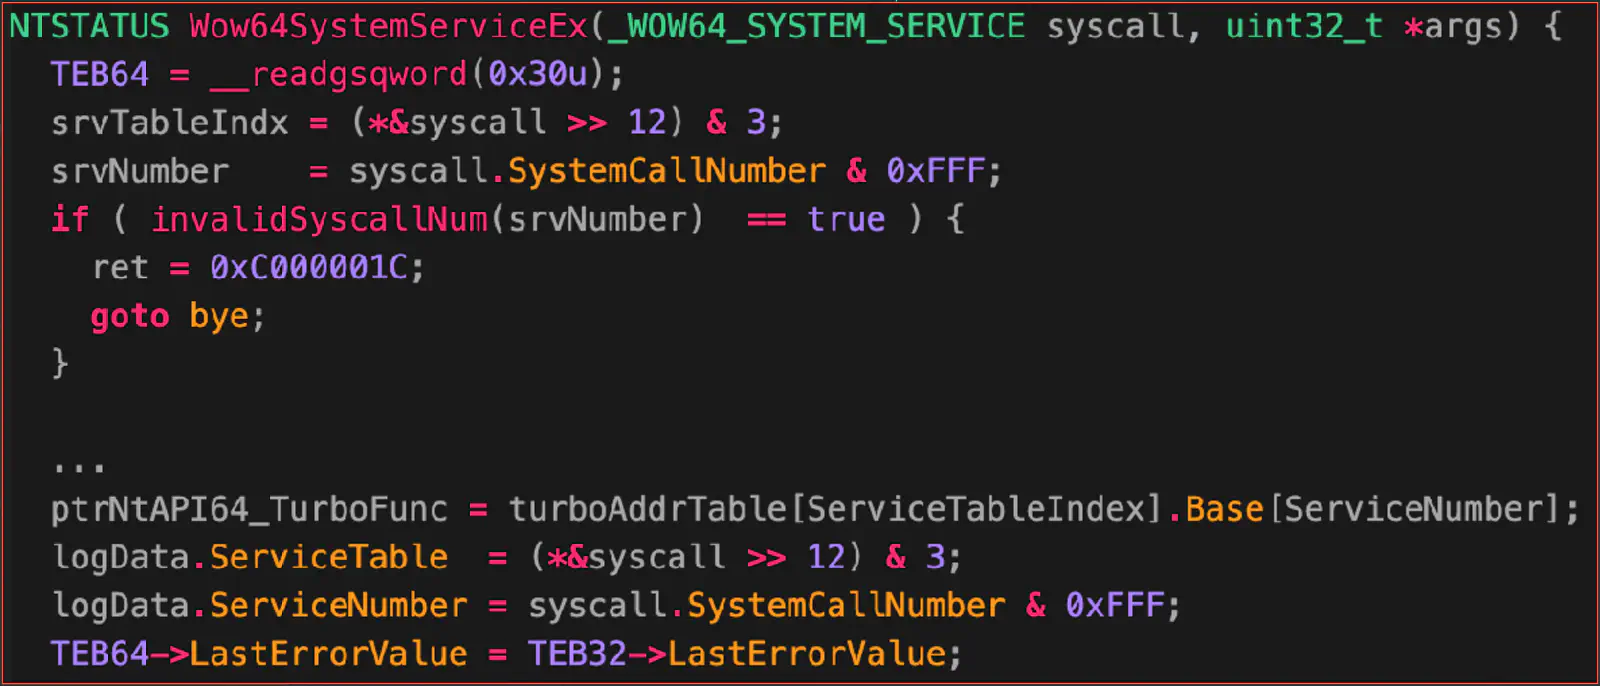 NTSTATUS Wow64SystemServiceEx(_WOW64_SYSTEM_SERVICE syscall, uint32_t *args) {
TEB64 = __readgsqword(0x30u);
srvTableIndx = (*&syscall >> 12) & 3;
srvNumber    = syscall.SystemCallNumber & 0xFFF;
if ( invalidSyscallNum(srvNumber)  == true ) {
ret = 0xC000001C;
goto bye;
}
...
ptrNtAPI64_TurboFunc = turboAddrTable[ServiceTableIndex].Base[ServiceNumber];
logData.ServiceTable  = (*&syscall >> 12) & 3;
logData.ServiceNumber = syscall.SystemCallNumber & 0xFFF;
TEB64->LastErrorValue = TEB32->LastErrorValue;